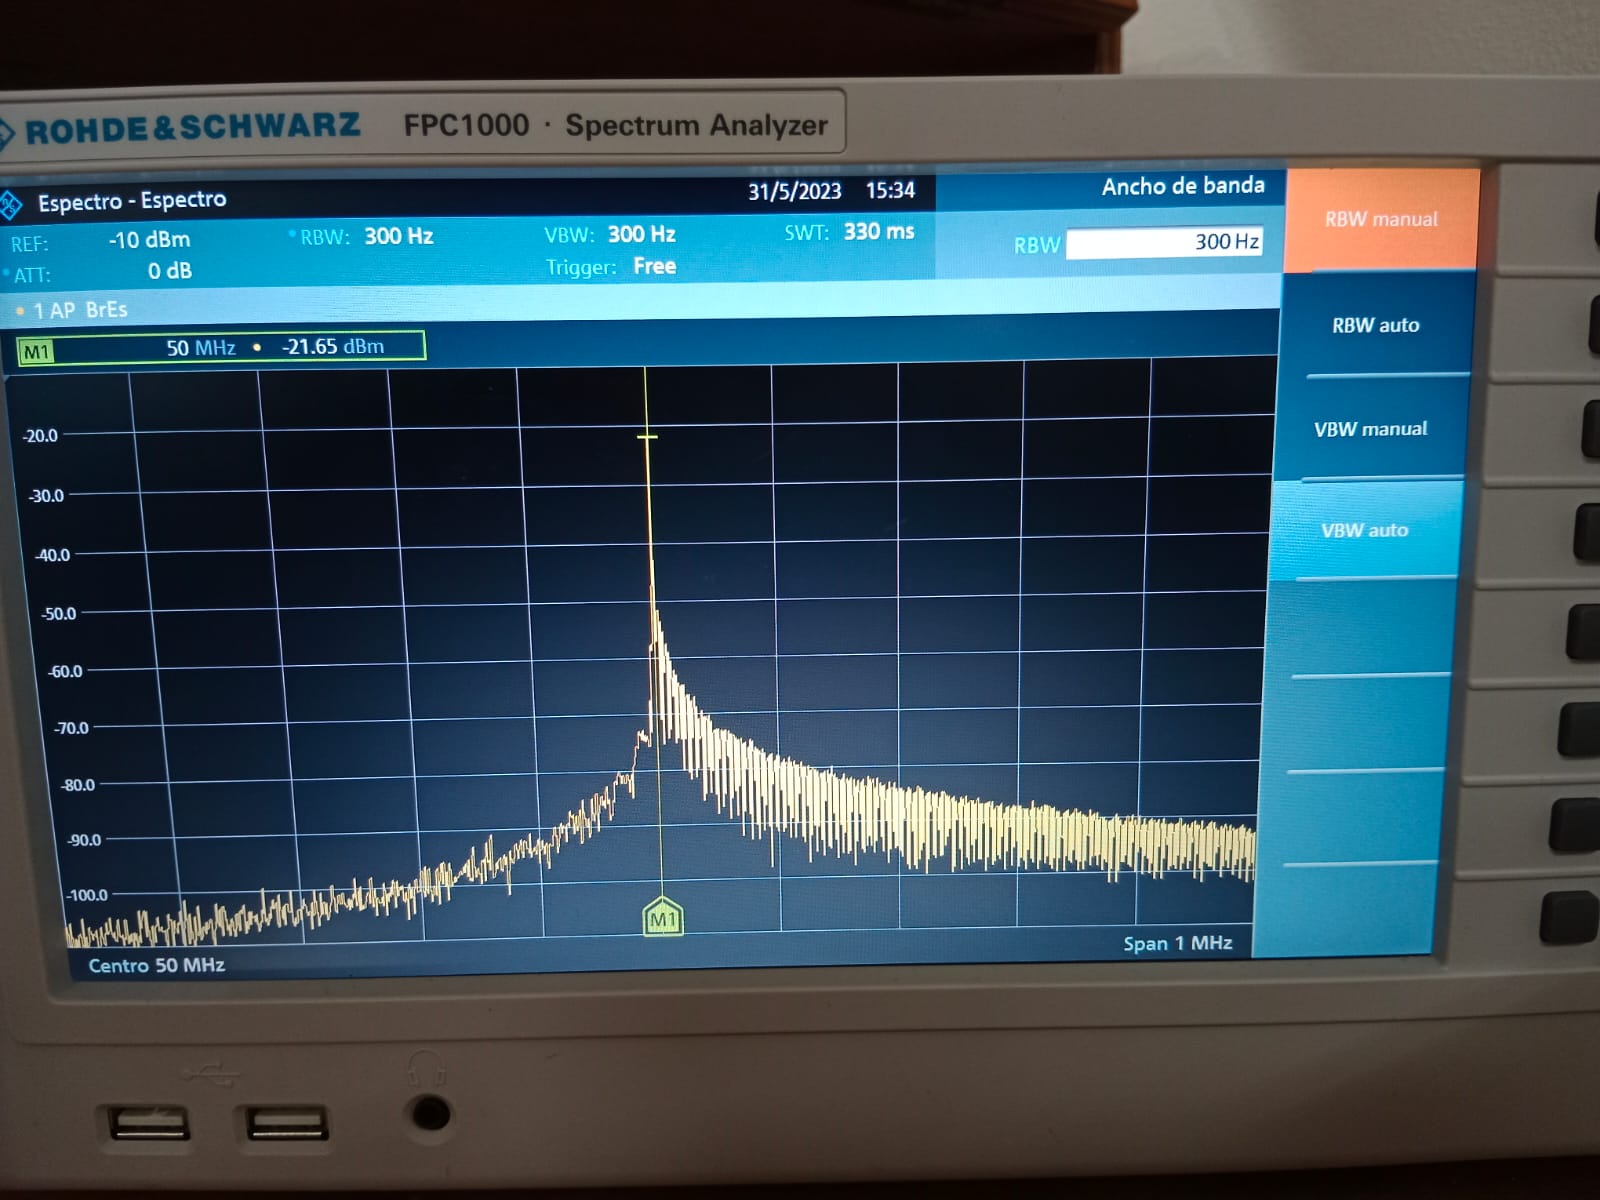 ROHDE&SCHWARZ FPC1000 · Spectrum Analyzer
Espectro - Espectro 31/5/2023 15:34 Ancho de banda
REF: -10 dBm RBW: 300 Hz VBW: 300 Hz SWT: 330 ms RBW 300 Hz
ATT: 0 dB Trigger: Free
1 AP BrEs
M1 50 MHz • -21.65 dBm
RBW manual
RBW auto
VBW manual
VBW auto
-20.0
-30.0
-40.0
-50.0
-60.0
-70.0
-80.0
-90.0
-100.0
M1
Centro 50 MHz Span 1 MHz